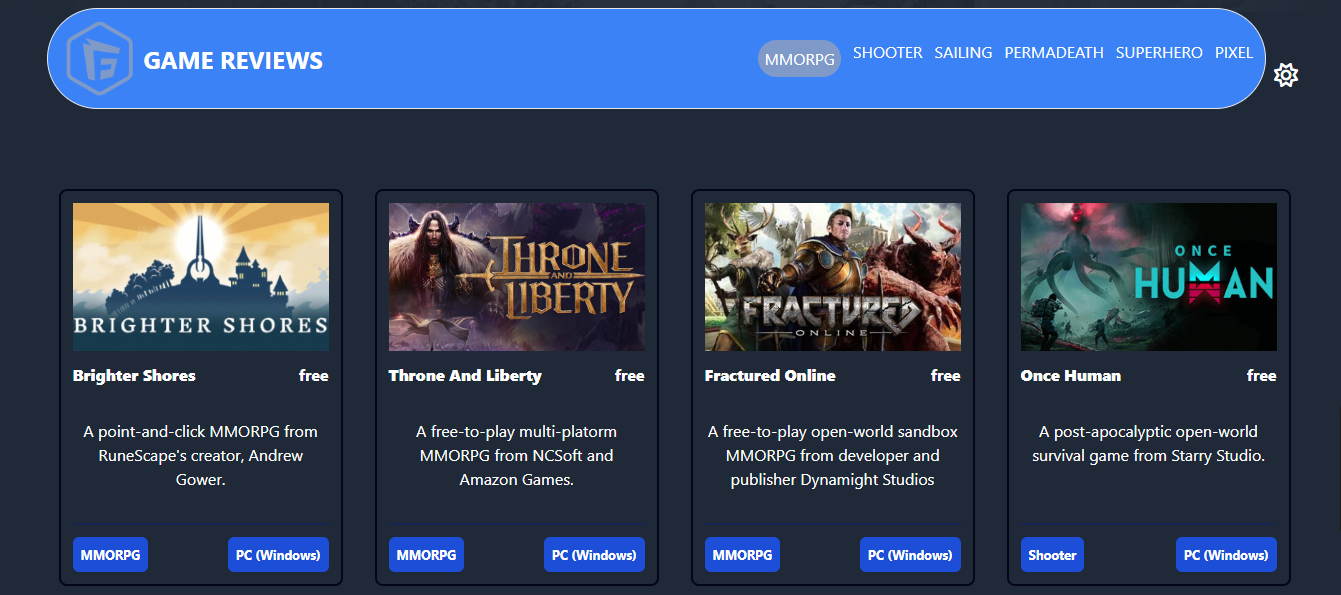 GAME REVIEWS
MMORPG SHOOTER SAILING PERMADEATH SUPERHERO PIXEL
BRIGHTER SHORES
THRONE
AND
LIBERTY
FRACTURED
ONLINE
ONCE
HUMAN
Brighter Shores free
Throne And Liberty free
Fractured Online free
Once Human free
A point-and-click MMORPG from
RuneScape's creator, Andrew
Gower.
A free-to-play multi-platorm
MMORPG from NCSoft and
Amazon Games.
A free-to-play open-world sandbox
MMORPG from developer and
publisher Dynamight Studios
A post-apocalyptic open-world
survival game from Starry Studio.
MMORPG PC (Windows)
MMORPG PC (Windows)
MMORPG PC (Windows)
Shooter PC (Windows)